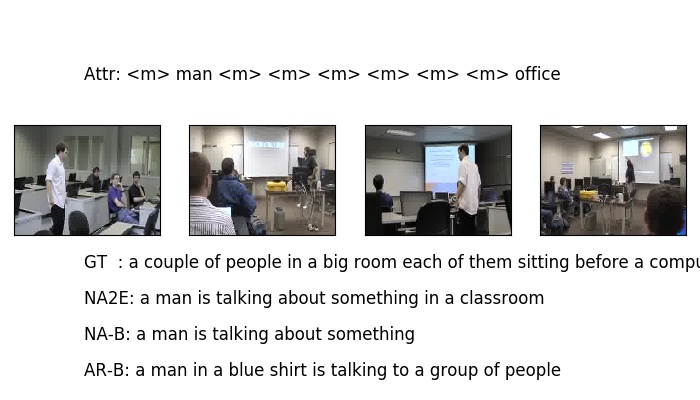 Attr: <m> man <m> <m> <m> <m> <m> <m> office
GT : a couple of people in a big room each of them sitting before a compu
NA2E: a man is talking about something in a classroom
NA-B: a man is talking about something
AR-B: a man in a blue shirt is talking to a group of people